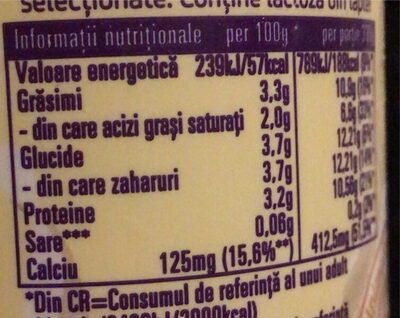 selecționate. Conține lactoză din lapte
Informații nutriționale per 100g per
Valoare energetică 239kJ/57kcal 789kJ/188kcal
Grăsimi 3,3g 10,9g
- din care acizi grași saturați 2,0g 6,6g
Glucide 3,7g 12,21g
- din care zaharuri 3,7g 12,21g
Proteine 3,2g 10,56g
Sare*** 0,06g 0,2g
Calciu 125mg (15,6%**) 412,5mg
*Din CR=Consumul de referință al unui adult